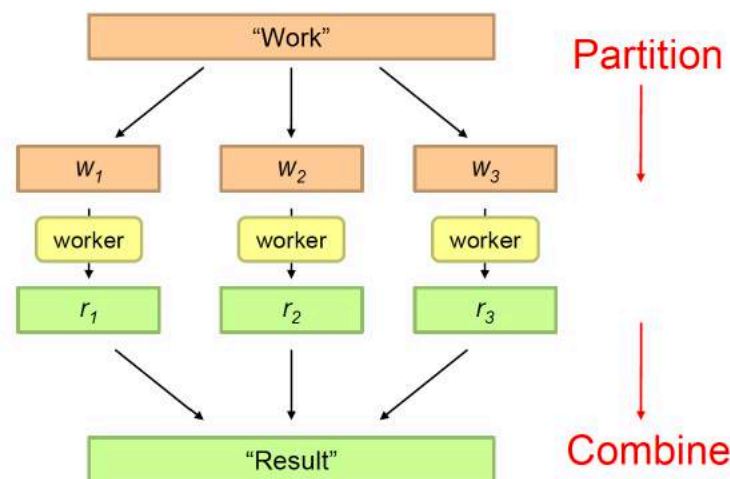 “Work”
Partition
w1
w2
w3
worker
worker
worker
r1
r2
r3
“Result”
Combine